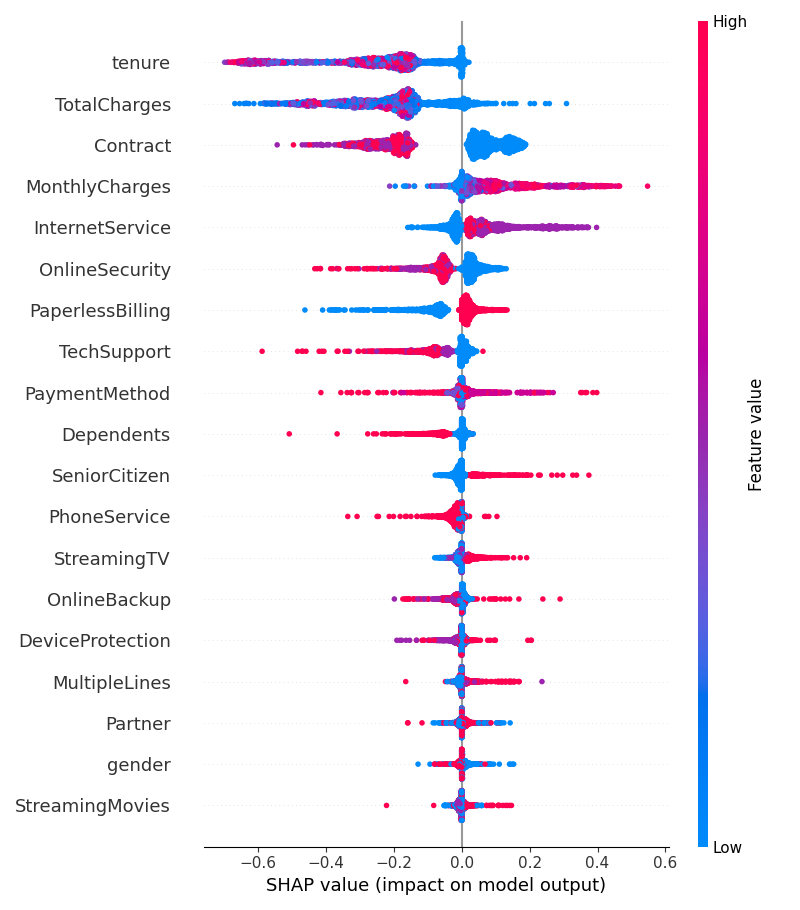 High
tenure
TotalCharges
Contract
MonthlyCharges
InternetService
OnlineSecurity
PaperlessBilling
TechSupport
PaymentMethod
Dependents
SeniorCitizen
PhoneService
StreamingTV
OnlineBackup
DeviceProtection
MultipleLines
Partner
gender
StreamingMovies
Feature value
Low
−0.6 −0.4 −0.2 0.0 0.2 0.4 0.6
SHAP value (impact on model output)